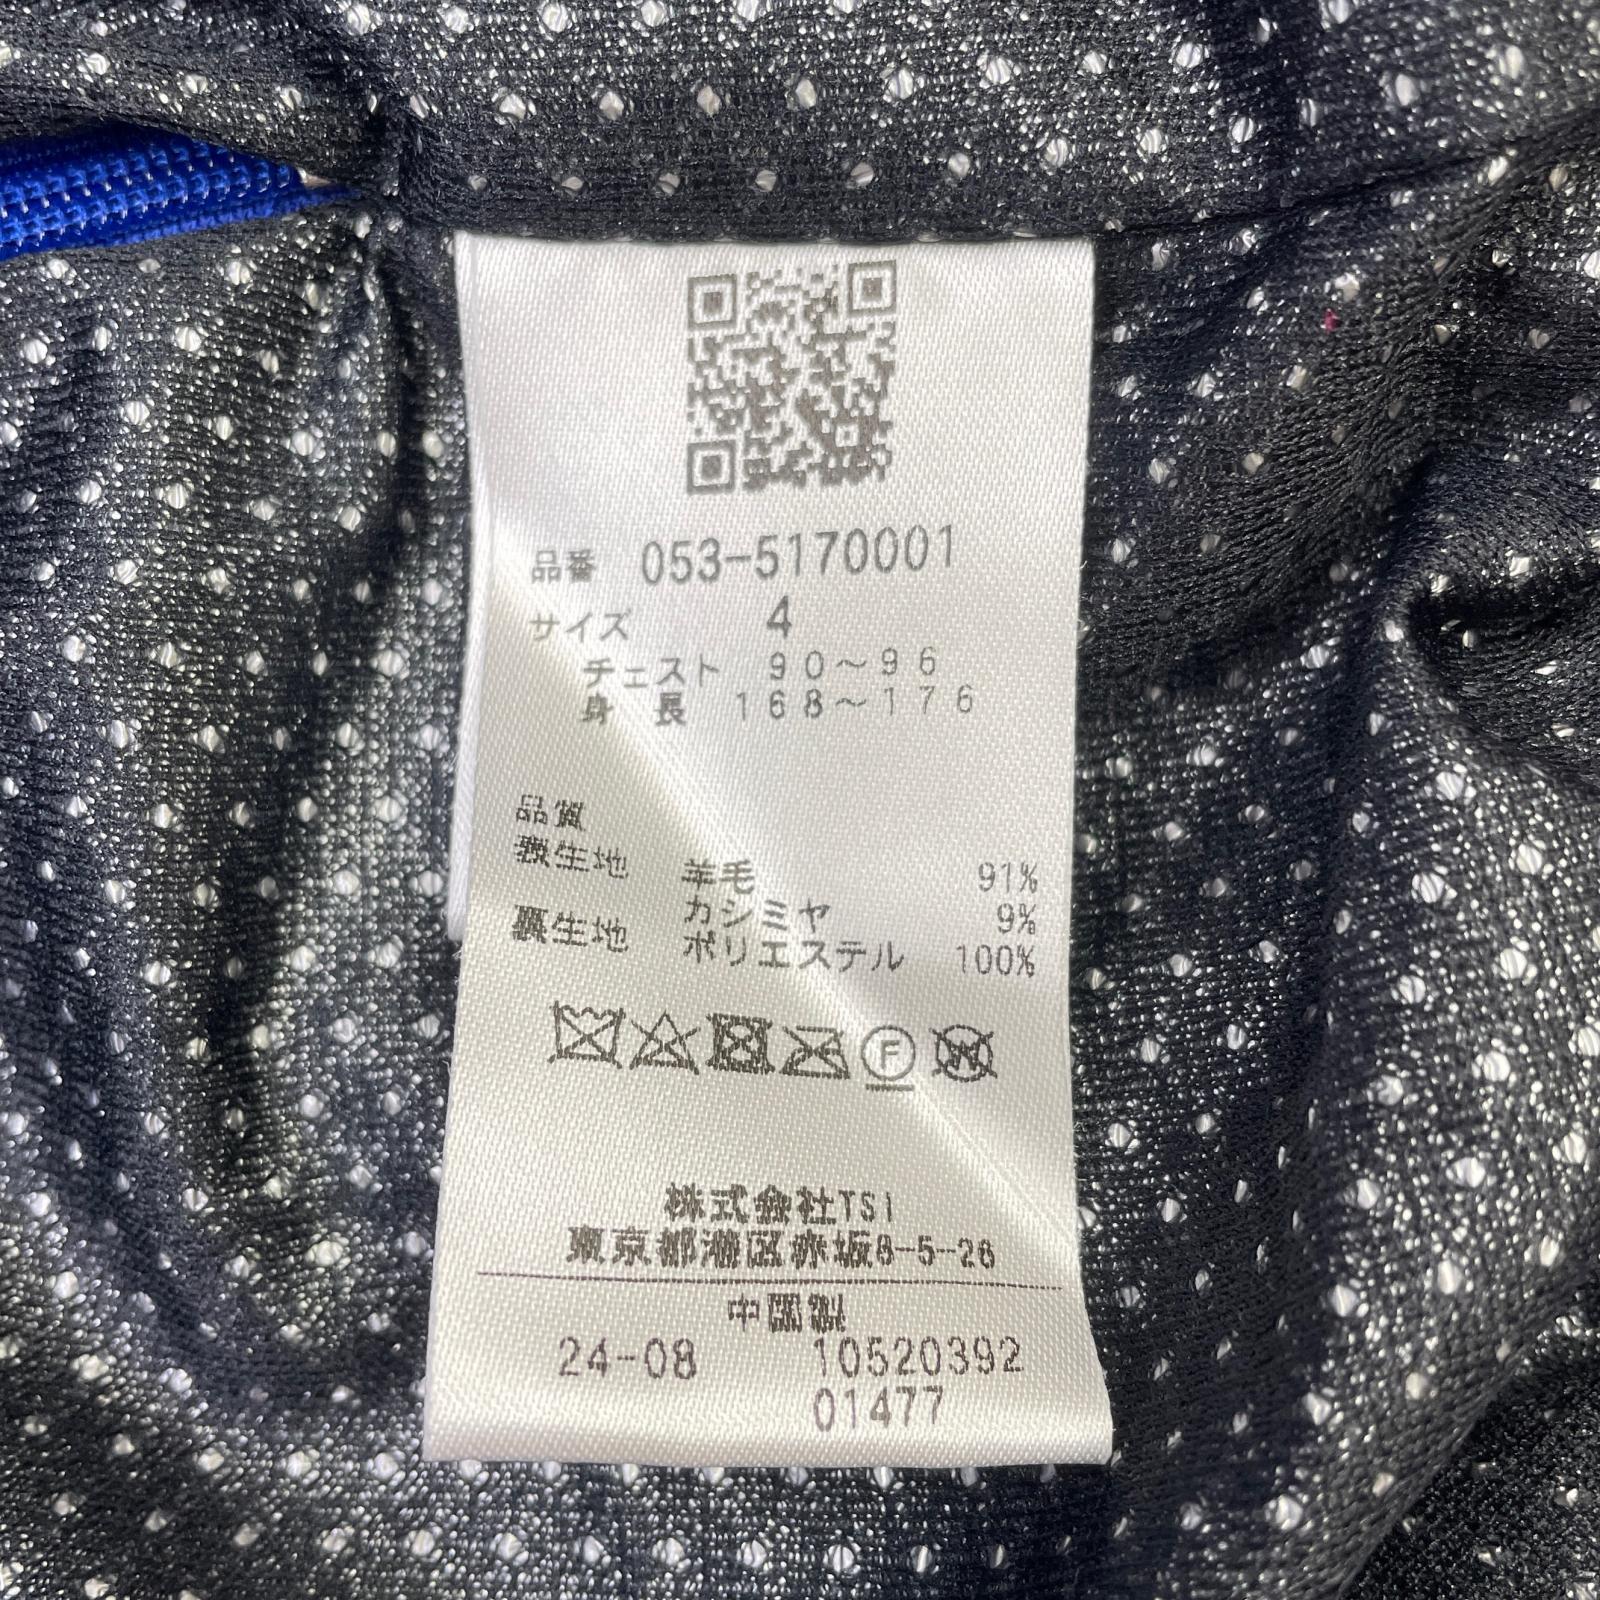 品番 053-5170001
サイズ 4
チェスト 90～96
身長 168～176
品質
表生地 羊毛 91%
カシミヤ 9%
裏生地 ポリエステル 100%
F
W
株式会社TSI
東京都港区赤坂8-5-26
中国製
24-08 10520392
01477